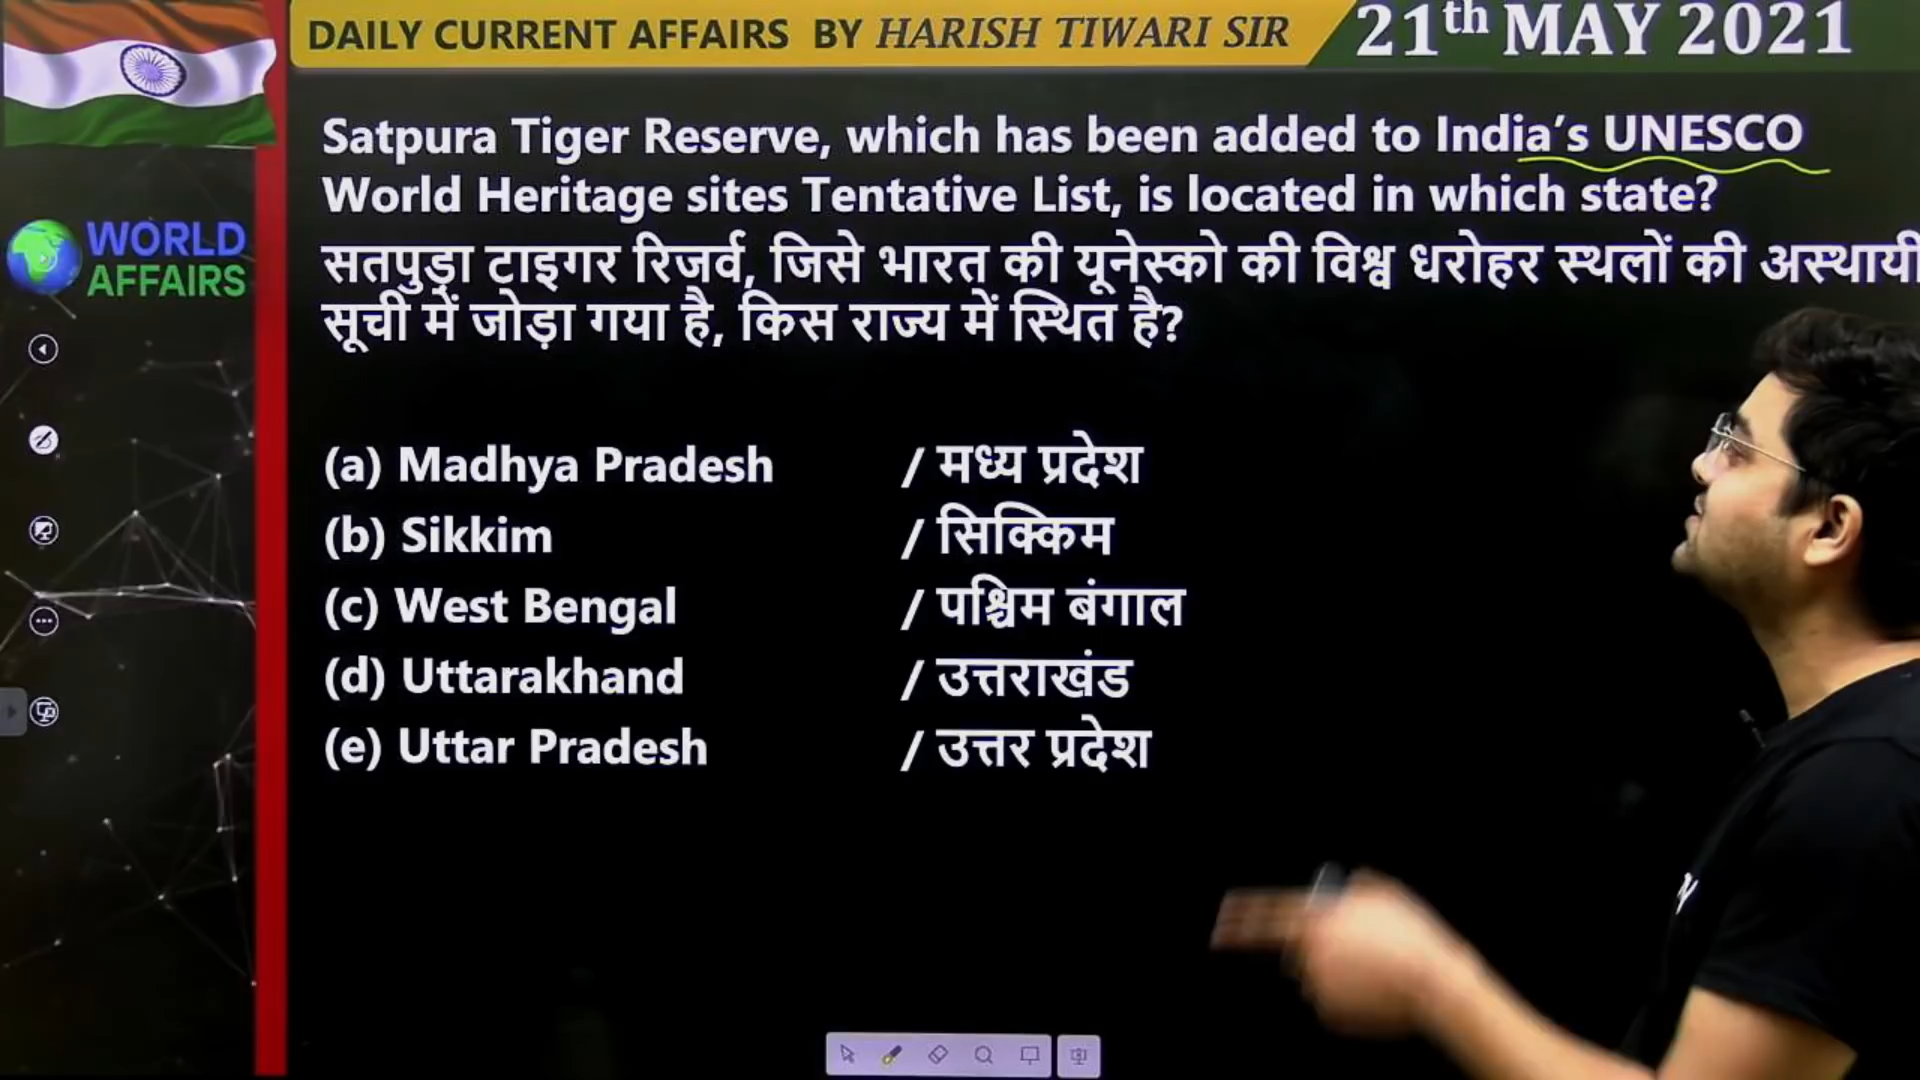 DAILY CURRENT AFFAIRS BY HARISH TIWARI SIR
21th MAY 2021
WORLD
AFFAIRS
Satpura Tiger Reserve, which has been added to India's UNESCO
World Heritage sites Tentative List, is located in which state?
सतपुड़ा टाइगर रिजर्व, जिसे भारत की यूनेस्को की विश्व धरोहर स्थलों की अस्थायी
सूची में जोड़ा गया है, किस राज्य में स्थित है?
(a) Madhya Pradesh / मध्य प्रदेश
(b) Sikkim / सिक्किम
(c) West Bengal / पश्चिम बंगाल
(d) Uttarakhand / उत्तराखंड
(e) Uttar Pradesh / उत्तर प्रदेश